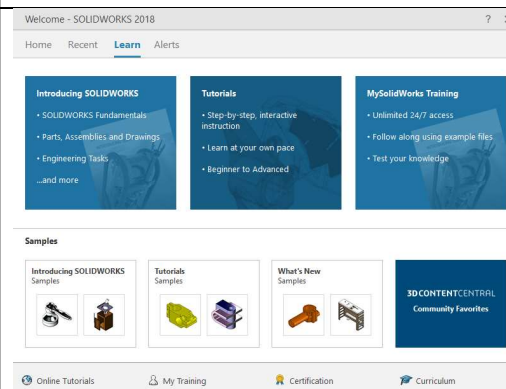 Welcome - SOLIDWORKS 2018
?
Home Recent Learn Alerts
Introducing SOLIDWORKS
• SOLIDWORKS Fundamentals
• Parts, Assemblies and Drawings
• Engineering Tasks
...and more
Tutorials
• Step-by-step, interactive
instruction
• Learn at your own pace
• Beginner to Advanced
MySolidWorks Training
• Unlimited 24/7 access
• Follow along using example files
• Test your knowledge
Samples
Introducing SOLIDWORKS
Samples
Tutorials
Samples
What's New
Samples
3DCONTENTCENTRAL
Community Favorites
Online Tutorials
My Training
Certification
Curriculum